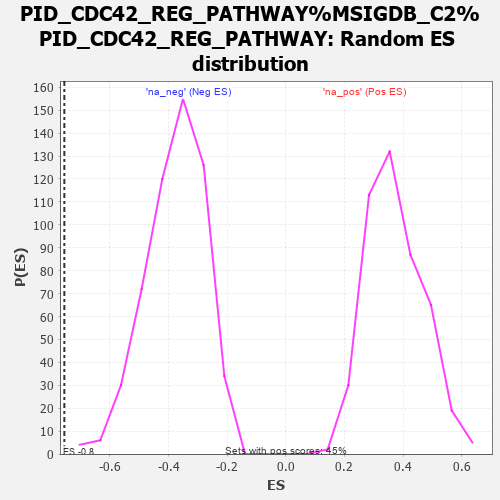 PID_CDC42_REG_PATHWAY%MSIGDB_C2%
PID_CDC42_REG_PATHWAY: Random ES
distribution
'na_neg' (Neg ES)
'na_pos' (Pos ES)
160
150
140
130
120
110
100
90
80
70
60
50
40
30
20
10
0
P(ES)
ES -0.8
Sets with pos scores: 45%
-0.6
-0.4
-0.2
0.0
0.2
0.4
0.6
ES